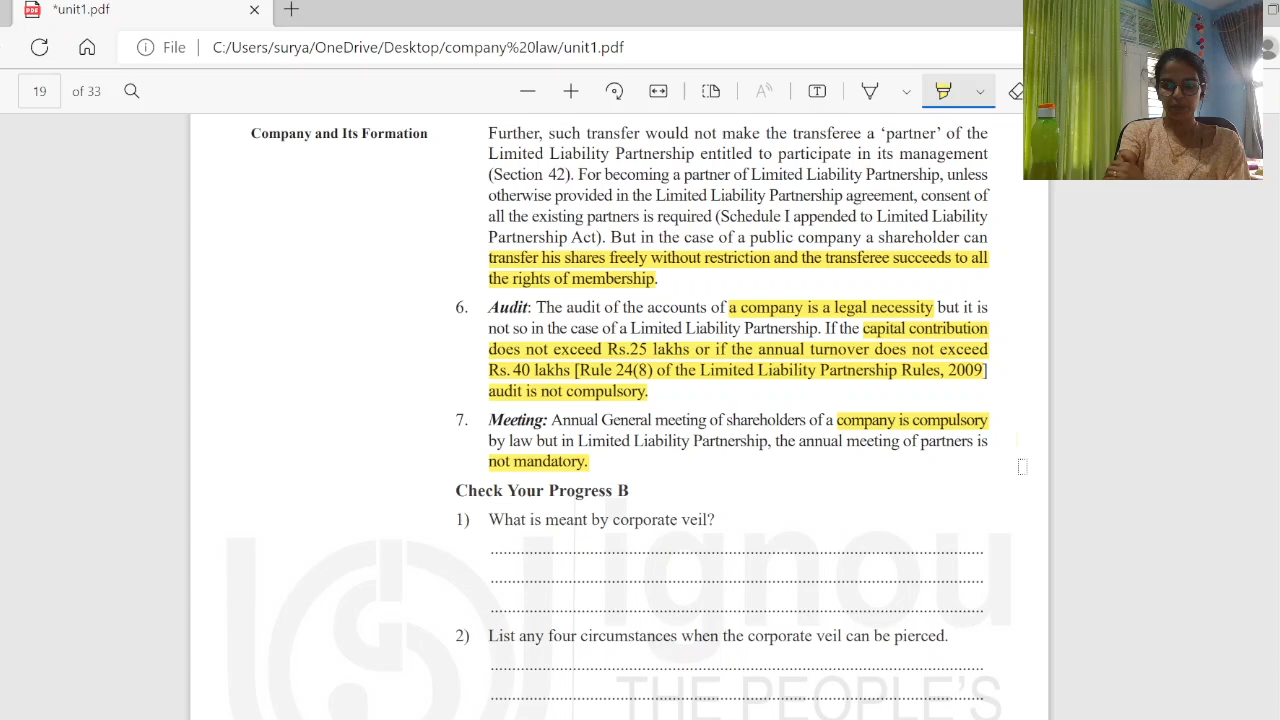 *unit1.pdf
File
C:/Users/surya/OneDrive/Desktop/company%20law/unit1.pdf
19 of 33
Company and Its Formation
Further, such transfer would not make the transferee a ‘partner’ of the
Limited Liability Partnership entitled to participate in its management
(Section 42). For becoming a partner of Limited Liability Partnership, unless
otherwise provided in the Limited Liability Partnership agreement, consent of
all the existing partners is required (Schedule I appended to Limited Liability
Partnership Act). But in the case of a public company a shareholder can
transfer his shares freely without restriction and the transferee succeeds to all
the rights of membership.
6. Audit: The audit of the accounts of a company is a legal necessity but it is
not so in the case of a Limited Liability Partnership. If the capital contribution
does not exceed Rs.25 lakhs or if the annual turnover does not exceed
Rs. 40 lakhs [Rule 24(8) of the Limited Liability Partnership Rules, 2009]
audit is not compulsory.
7. Meeting: Annual General meeting of shareholders of a company is compulsory
by law but in Limited Liability Partnership, the annual meeting of partners is
not mandatory.
Check Your Progress B
1) What is meant by corporate veil?
2) List any four circumstances when the corporate veil can be pierced.
ignou
THE PEOPLE'S